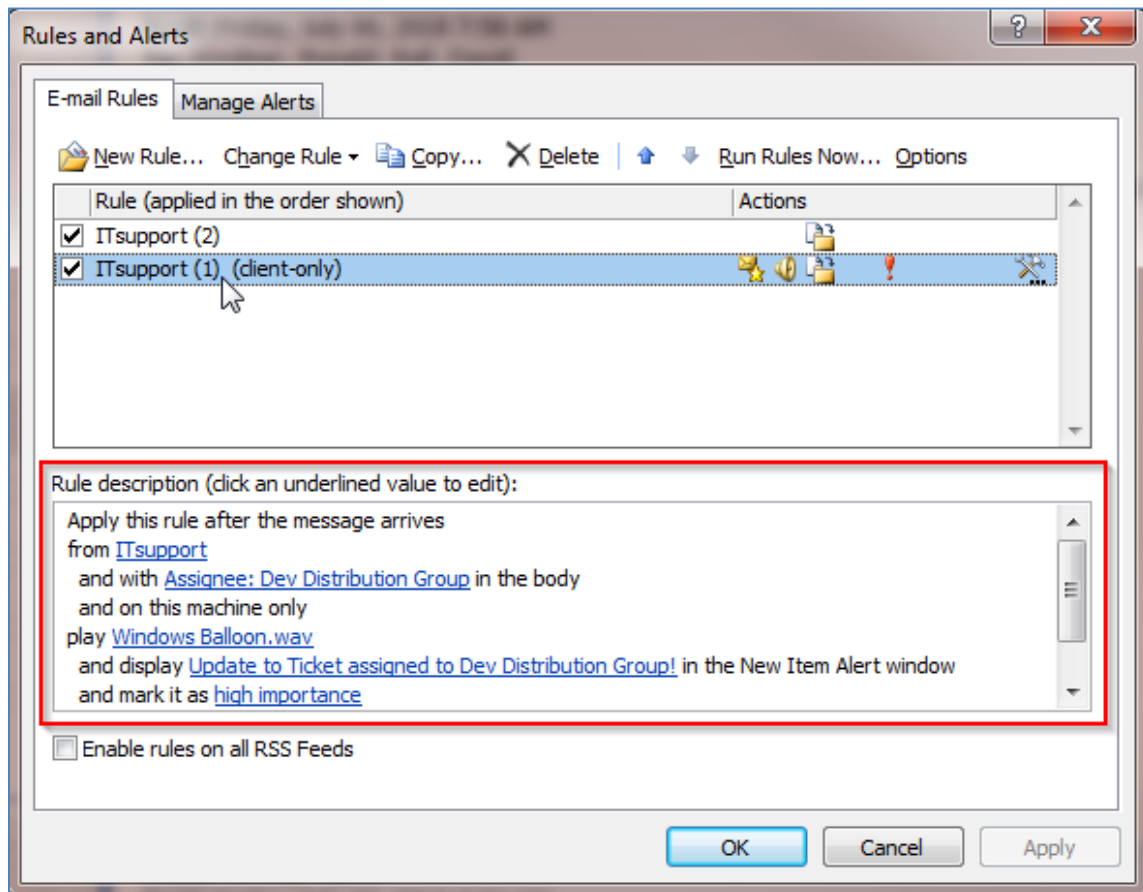 Rules and Alerts
E-mail Rules
Manage Alerts
New Rule... Change Rule Copy... Delete Run Rules Now... Options
Rule (applied in the order shown) Actions
ITsupport (2)
ITsupport (1) (client-only)
Rule description (click an underlined value to edit):
Apply this rule after the message arrives
from ITsupport
and with Assignee: Dev Distribution Group in the body
and on this machine only
play Windows Balloon.wav
and display Update to Ticket assigned to Dev Distribution Group! in the New Item Alert window
and mark it as high importance
Enable rules on all RSS Feeds
OK Cancel Apply